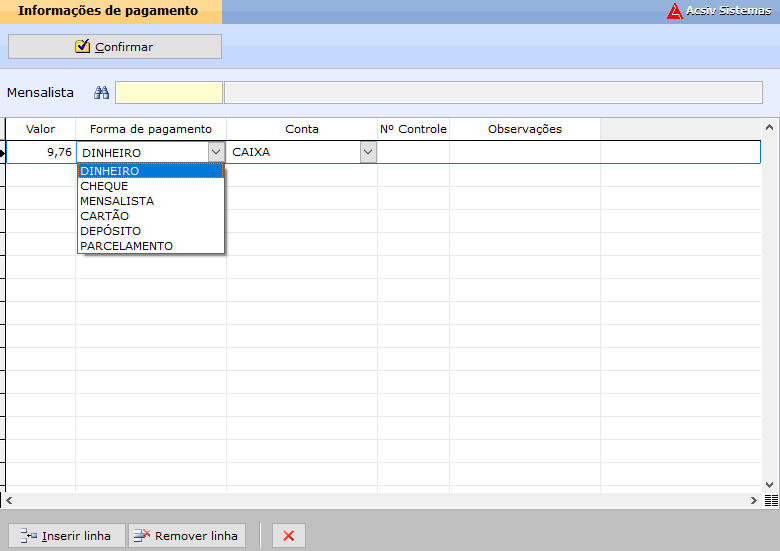 Informações de pagamento
Acsiv Sistemas
Confirmar
Mensalista
Valor Forma de pagamento Conta Nº Controle Observações
9,76 DINHEIRO CAIXA
DINHEIRO
CHEQUE
MENSALISTA
CARTÃO
DEPÓSITO
PARCELAMENTO
Inserir linha Remover linha